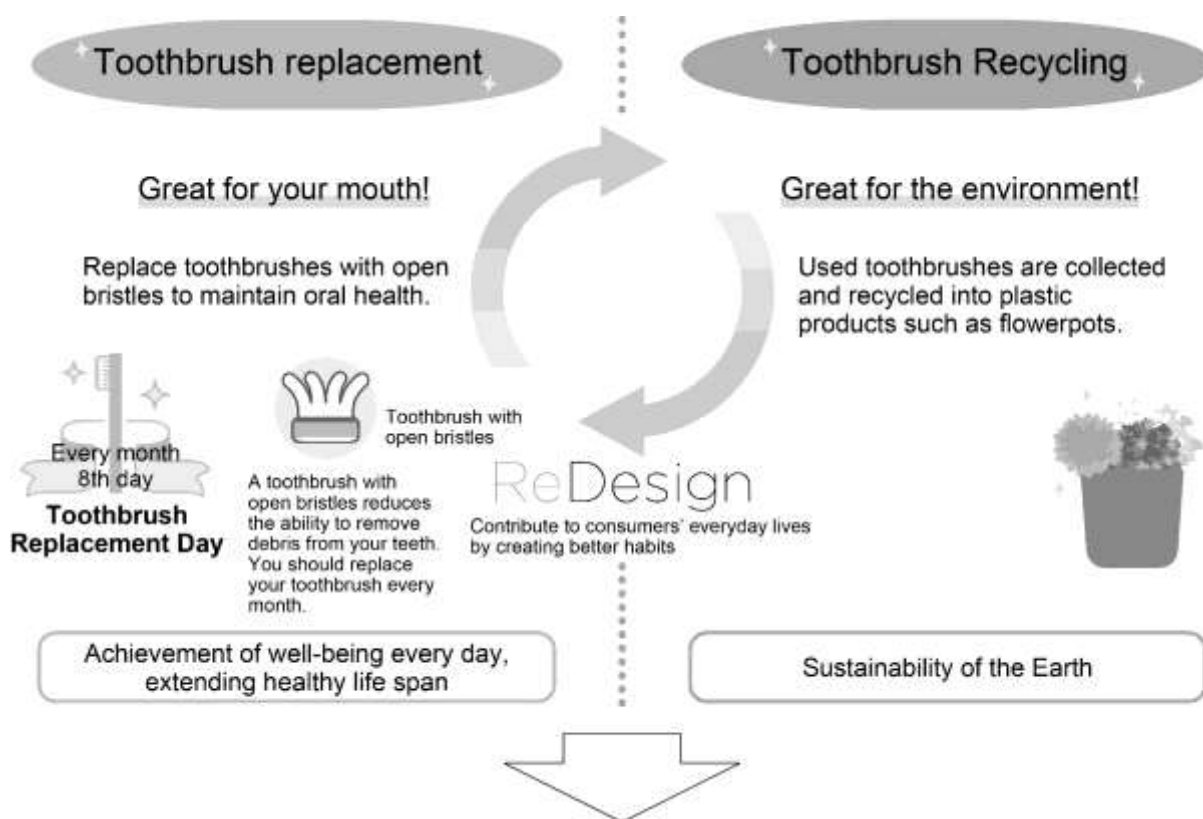 Toothbrush replacement
Great for your mouth!
Replace toothbrushes with open
bristles to maintain oral health.
Every month
8th day
Toothbrush
Replacement Day
Toothbrush with
open bristles
A toothbrush with
open bristles reduces
the ability to remove
debris from your teeth.
You should replace
your toothbrush every
month.
ReDesign
Contribute to consumers’ everyday lives
by creating better habits
Achievement of well-being every day,
extending healthy life span
Toothbrush Recycling
Great for the environment!
Used toothbrushes are collected
and recycled into plastic
products such as flowerpots.
Sustainability of the Earth